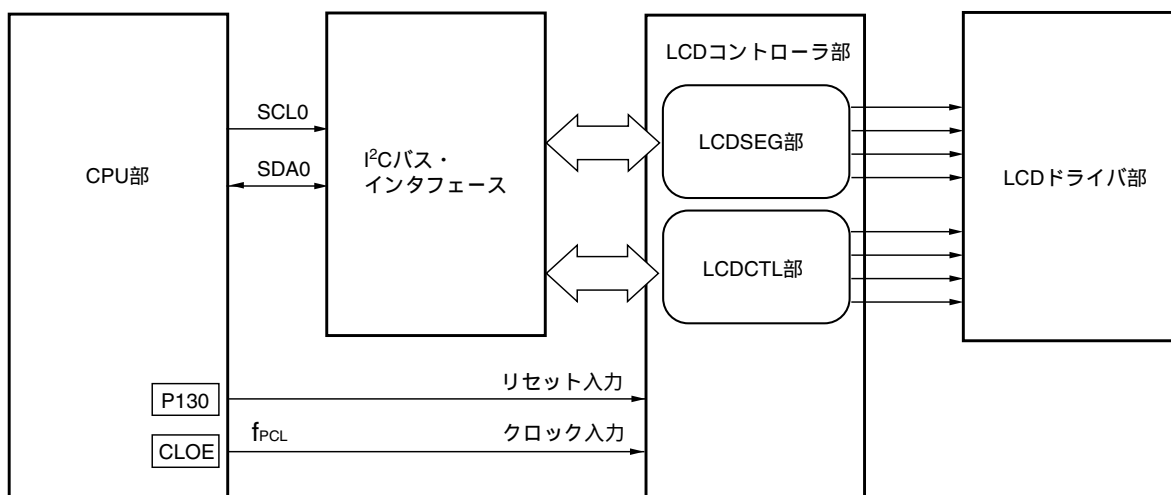 LCDコントローラ部
SCL0
LCDSEG部
I²Cバス・
インタフェース
CPU部
SDA0
LCDドライバ部
LCDCTL部
P130
リセット入力
fPCL
クロック入力
CLOE